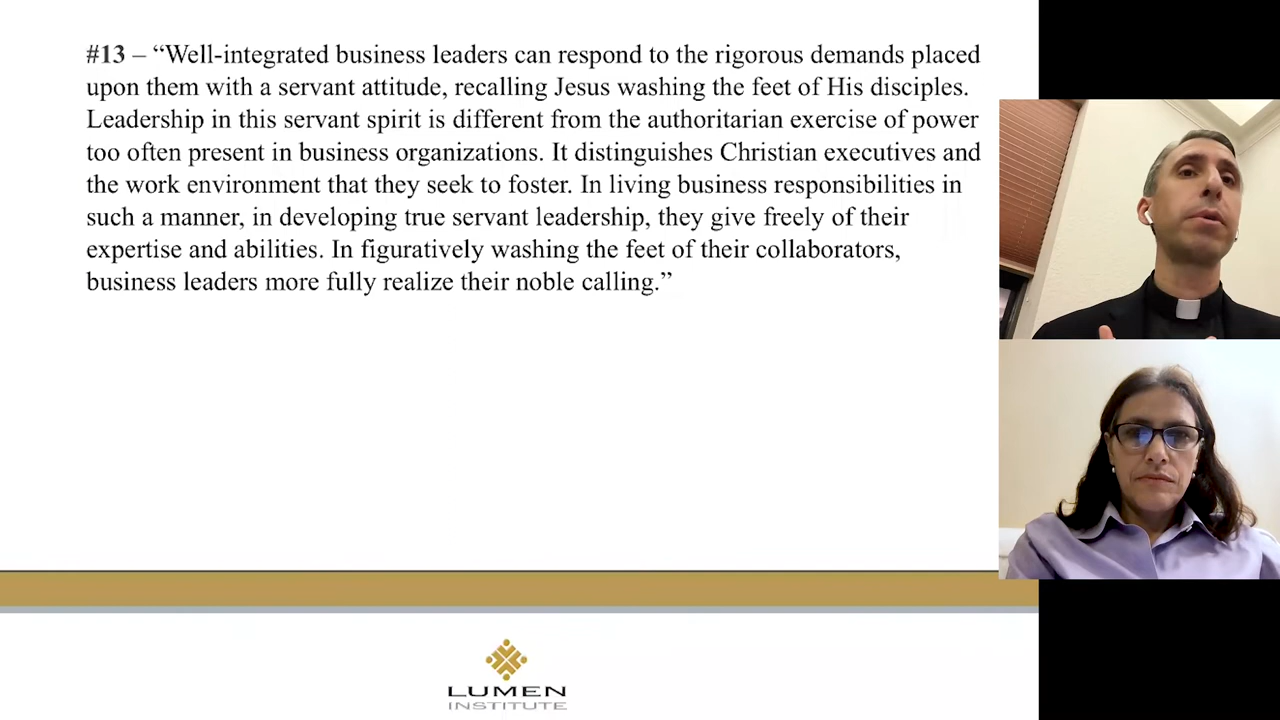 #13 – “Well-integrated business leaders can respond to the rigorous demands placed
upon them with a servant attitude, recalling Jesus washing the feet of His disciples.
Leadership in this servant spirit is different from the authoritarian exercise of power
too often present in business organizations. It distinguishes Christian executives and
the work environment that they seek to foster. In living business responsibilities in
such a manner, in developing true servant leadership, they give freely of their
expertise and abilities. In figuratively washing the feet of their collaborators,
business leaders more fully realize their noble calling.”
LUMEN
INSTITUTE